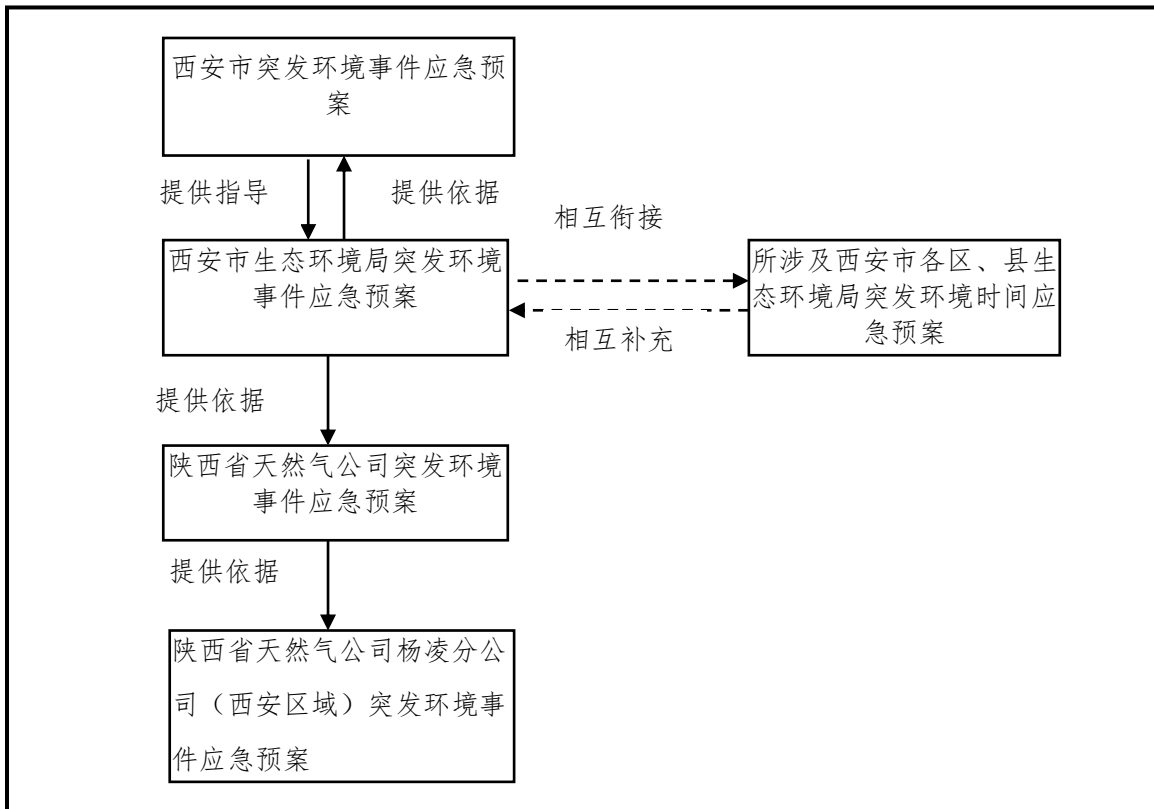 西安市突发环境事件应急预
案
提供指导
提供依据
相互衔接
西安市生态环境局突发环境
事件应急预案
所涉及西安市各区、县生
态环境局突发环境时间应
急预案
相互补充
提供依据
陕西省天然气公司突发环境
事件应急预案
提供依据
陕西省天然气公司杨凌分公
司（西安区域）突发环境事
件应急预案